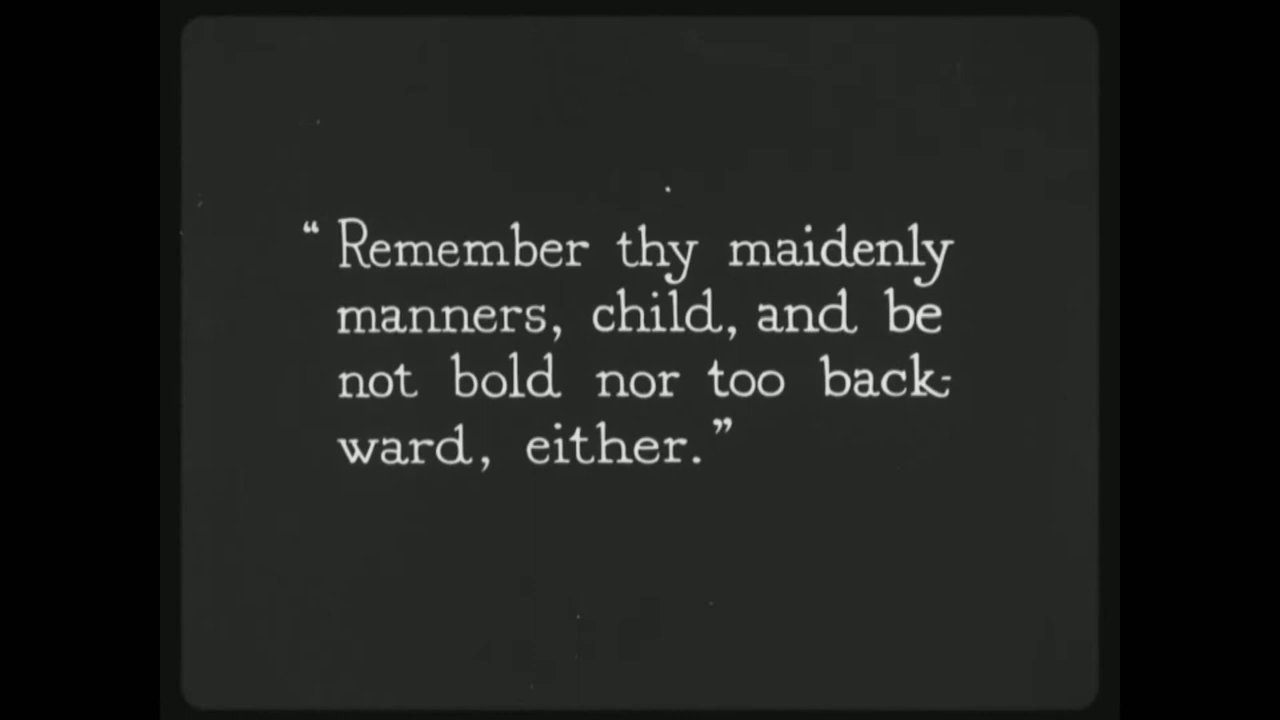 “Remember thy maidenly
manners, child, and be
not bold nor too back-
ward, either.”